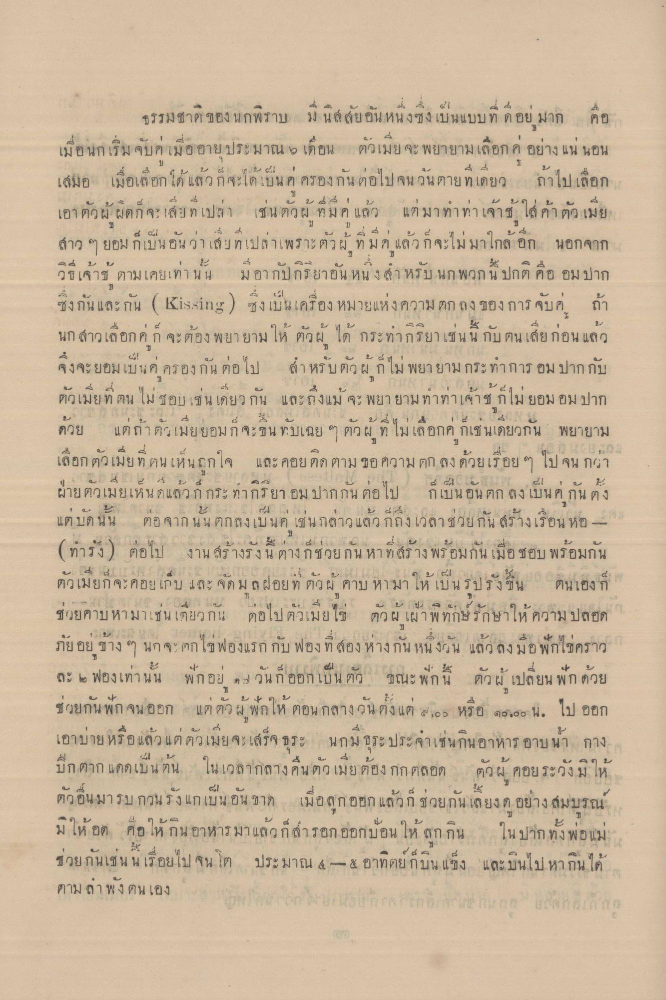 ธรรมชาติของนกพิราบ มีนิสสัยอันหนึ่งซึ่งเป็นแบบที่ดีอยู่มาก คือ
เมื่อนกเริ่มจับคู่เมื่ออายุประมาณ ๖ เดือน ตัวเมียจะพยายามเลือกคู่อย่างแน่นอน
เสมอ เมื่อเลือกได้แล้วก็จะได้เป็นคู่ครองกันต่อไปจนวันตายทีเดียว ถ้าไปเลือก
เอาตัวผู้ผิดก็จะเสียทีเปล่า เช่นตัวผู้ที่มีคู่แล้ว แต่มาทำท่าเจ้าชู้ใส่ค้าตัวเมีย
สาว ๆ ยอมก็เป็นอันว่าเสียทีเปล่าเพราะตัวผู้ที่มีคู่แล้วก็จะไม่มาใกล้อีก นอกจาก
วิธีเจ้าชู้ตามเคยเท่านั้น มีอากัปกิริยาอันหนึ่งสำหรับนกพวกนี้ปกติคือ อมปาก
ซึ่งกันและกัน (Kissing) ซึ่งเป็นเครื่องหมายแห่งความตกลงของการจับคู่ ถ้า
นกสาวเลือกคู่ก็จะต้องพยายามให้ตัวผู้ได้กระทำกิริยาเช่นนี้กับตนเสียก่อนแล้ว
จึงจะยอมเป็นคู่ครองกันต่อไป สำหรับตัวผู้ก็ไม่พยายามกระทำการอมปากกับ
ตัวเมียที่ตนไม่ชอบเช่นเดียวกัน และถึงแม้จะพยายามทำท่าเจ้าชู้ก็ไม่ยอมอมปาก
ด้วย แต่ถ้าตัวเมียยอมก็จะขึ้นทับเฉย ๆ ตัวผู้ที่ไม่เลือกคู่ก็เช่นเดียวกัน พยายาม
เลือกตัวเมียที่ตนเห็นถูกใจ และคอยติดตามขอความตกลงด้วยเรื่อย ๆ ไปจนกว่า
ฝ่ายตัวเมียเห็นดีแล้วก็กระทำกิริยาอมปากกันต่อไป ก็เป็นอันตกลงเป็นคู่กันตั้ง
แต่บัดนั้น ต่อจากนั้นตกลงเป็นคู่เช่นกล่าวแล้วก็ถึงเวลาช่วยกันสร้างเรือนหอ —
(ทำรัง) ต่อไป งานสร้างรังนี้ต่างก็ช่วยกันหาที่สร้างพร้อมกันเมื่อชอบพร้อมกัน
ตัวเมียก็จะคอยเก็บและจัดมูลฝอยที่ตัวผู้คาบหามาให้เป็นรูปรังขึ้น ตนเองก็
ช่วยคาบหามาเช่นเดียวกัน ต่อไปตัวเมียไข่ ตัวผู้เฝ้าพิทักษ์รักษาให้ความปลอด
ภัยอยู่ข้าง ๆ นกจะตกไข่ฟองแรกกับฟองที่สองห่างกันหนึ่งวัน แล้วลงมือฟักไข่คราว
ละ ๒ ฟองเท่านั้น ฟักอยู่ ๑๗ วันก็ออกเป็นตัว ขณะฟักนี้ ตัวผู้เปลี่ยนฟักด้วย
ช่วยกันฟักจนออก แต่ตัวผู้ฟักให้ตอนกลางวันตั้งแต่ ๙.๐๐ หรือ ๑๐.๐๐ น. ไปออก
เอาบ่ายหรือแล้วแต่ตัวเมียจะเสร็จธุระ นกมีธุระประจำเช่นกินอาหารอาบน้ำ กาง
ปีกตากแดดเป็นต้น ในเวลากลางคืนตัวเมียต้องกกตลอด ตัวผู้คอยระวังมิให้
ตัวอื่นมารบกวนรังแกเป็นอันขาด เมื่อลูกออกแล้วก็ช่วยกันเลี้ยงดูอย่างสมบูรณ์
มิให้อด คือให้กินอาหารมาแล้วก็สำรอกออกป้อนให้ลูกกิน ในปากทั้งพ่อแม่
ช่วยกันเช่นนี้เรื่อยไปจนโต ประมาณ ๔ — ๕ อาทิตย์ก็บินแข็ง และบินไปหากินได้
ตามลำพังตนเอง